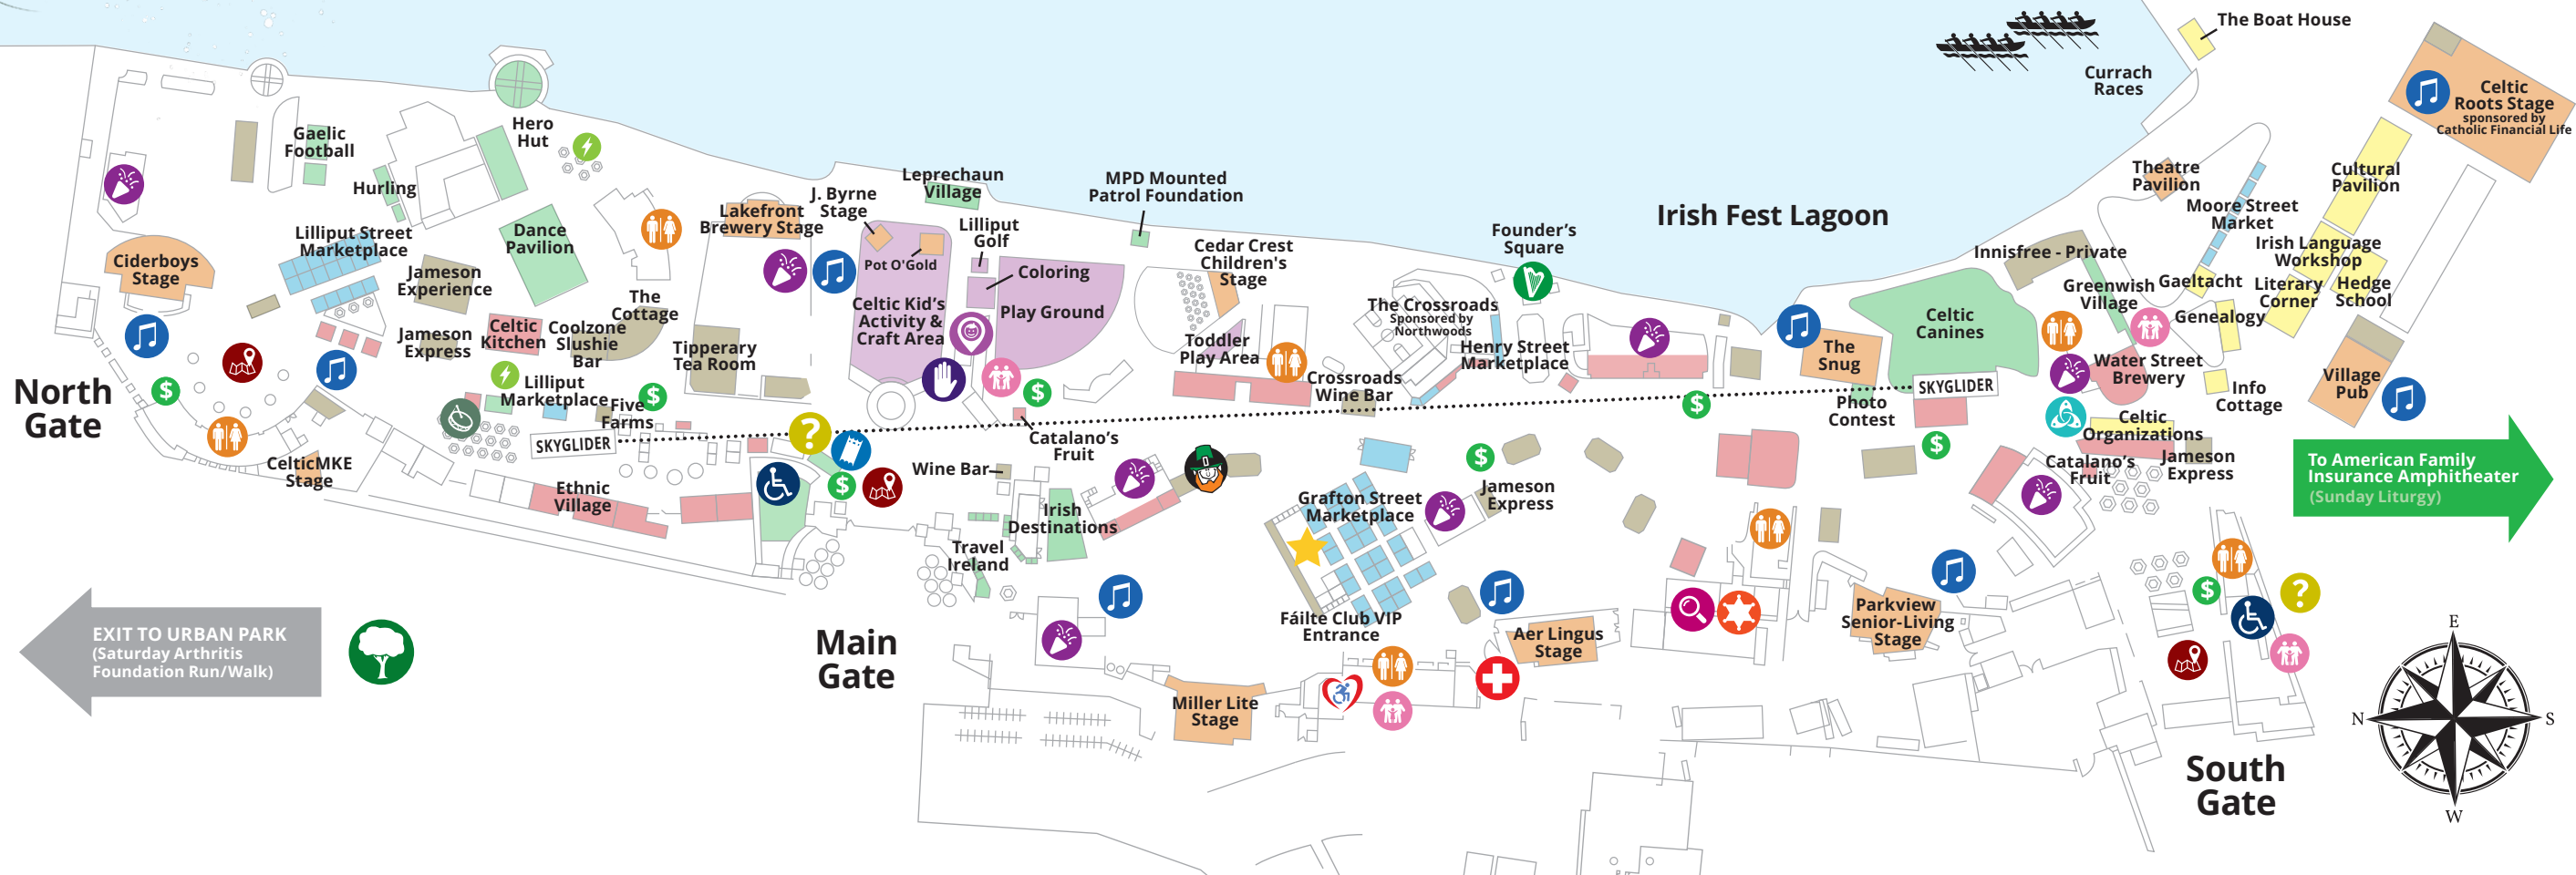 The Boat House
Currach
Races
Celtic
Roots Stage
sponsored by
Catholic Financial Life
Gaelic
Football
Hero
Hut
Hurling
Leprechaun
Village
J. Byrne
Stage
MPD Mounted
Patrol Foundation
Theatre
Pavilion
Cultural
Pavilion
Lakefront
Brewery Stage
Lilliput
Golf
Irish Fest Lagoon
Moore Street
Market
Lilliput Street
Marketplace
Dance
Pavilion
Founder's
Square
Irish Language
Workshop
Ciderboys
Stage
Jameson
Experience
Pot O'Gold
Coloring
Cedar Crest
Children's
Stage
Innisfree - Private
Greenwish
Village
Gaeltacht
Literary
Corner
Hedge
School
The
Cottage
Celtic Kid's
Activity &
Craft Area
Play Ground
The Crossroads
Sponsored by
Northwoods
Celtic
Canines
Genealogy
Jameson
Express
Celtic
Kitchen
Coolzone
Slushie
Bar
Tipperary
Tea Room
Toddler
Play Area
Henry Street
Marketplace
The
Snug
Water Street
Brewery
North
Gate
$
Lilliput
Marketplace
Five
Farms
$
$
Crossroads
Wine Bar
$
SKYGLIDER
Photo
Contest
Info
Cottage
Village
Pub
SKYGLIDER
?
Catalano's
Fruit
Celtic
Organizations
$
CelticMKE
Stage
Wine Bar
$
$
Catalano's
Fruit
Jameson
Express
To American Family
Insurance Amphitheater
(Sunday Liturgy)
Ethnic
Village
Irish
Destinations
Grafton Street
Marketplace
Jameson
Express
Travel
Ireland
$
?
EXIT TO URBAN PARK
(Saturday Arthritis
Foundation Run/Walk)
Main
Gate
Fáilte Club VIP
Entrance
Aer Lingus
Stage
Parkview
Senior-Living
Stage
Miller Lite
Stage
South
Gate
E
N
S
W